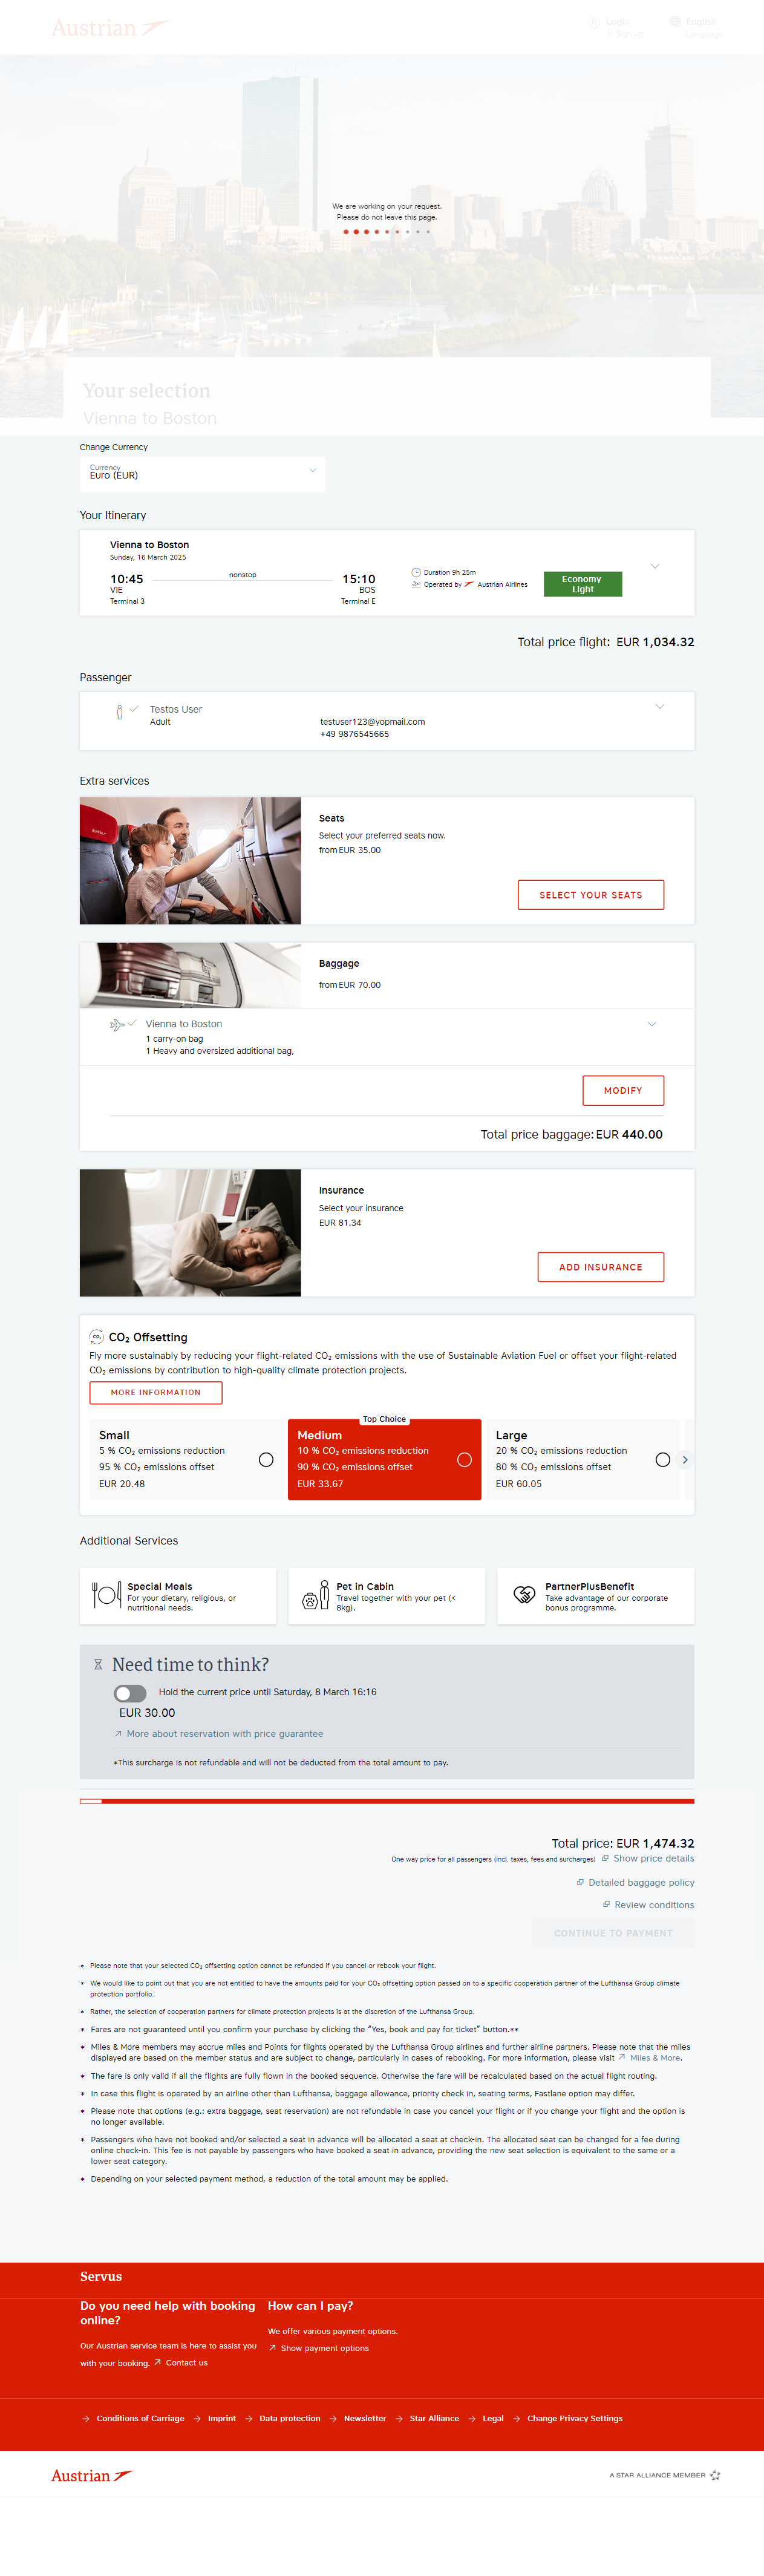 Austrian
Login
or Sign up
English
Language
We are working on your request.
Please do not leave this page.
Your selection
Vienna to Boston
Change Currency
Currency
Euro (EUR)
Your Itinerary
Vienna to Boston
Sunday, 16 March 2025
10:45
nonstop
15:10
VIE
BOS
Terminal 3
Terminal E
Duration 9h 25m
Operated by Austrian Airlines
Economy
Light
Total price flight: EUR 1,034.32
Passenger
Testos User
Adult
testuser123@yopmail.com
+49 9876545665
Extra services
Seats
Select your preferred seats now.
from EUR 35.00
SELECT YOUR SEATS
Baggage
from EUR 70.00
Vienna to Boston
1 carry-on bag
1 Heavy and oversized additional bag,
MODIFY
Total price baggage: EUR 440.00
Insurance
Select your insurance
EUR 81.34
ADD INSURANCE
CO₂ CO₂ Offsetting
Fly more sustainably by reducing your flight-related CO₂ emissions with the use of Sustainable Aviation Fuel or offset your flight-related
CO₂ emissions by contribution to high-quality climate protection projects.
MORE INFORMATION
Top Choice
Small
5 % CO₂ emissions reduction
95 % CO₂ emissions offset
EUR 20.48
Medium
10 % CO₂ emissions reduction
90 % CO₂ emissions offset
EUR 33.67
Large
20 % CO₂ emissions reduction
80 % CO₂ emissions offset
EUR 60.05
Additional Services
Special Meals
For your dietary, religious, or
nutritional needs.
Pet in Cabin
Travel together with your pet (<
8kg).
PartnerPlusBenefit
Take advantage of our corporate
bonus programme.
Need time to think?
Hold the current price until Saturday, 8 March 16:16
EUR 30.00
More about reservation with price guarantee
*This surcharge is not refundable and will not be deducted from the total amount to pay.
Total price: EUR 1,474.32
One way price for all passengers (incl. taxes, fees and surcharges) Show price details
Detailed baggage policy
Review conditions
CONTINUE TO PAYMENT
• Please note that your selected CO₂ offsetting option cannot be refunded if you cancel or rebook your flight.
• We would like to point out that you are not entitled to have the amounts paid for your CO₂ offsetting option passed on to a specific cooperation partner of the Lufthansa Group climate
protection portfolio.
• Rather, the selection of cooperation partners for climate protection projects is at the discretion of the Lufthansa Group.
• Fares are not guaranteed until you confirm your purchase by clicking the "Yes, book and pay for ticket" button.**
• Miles & More members may accrue miles and Points for flights operated by the Lufthansa Group airlines and further airline partners. Please note that the miles
displayed are based on the member status and are subject to change, particularly in cases of rebooking. For more information, please visit Miles & More.
• The fare is only valid if all the flights are fully flown in the booked sequence. Otherwise the fare will be recalculated based on the actual flight routing.
• In case this flight is operated by an airline other than Lufthansa, baggage allowance, priority check in, seating terms, Fastlane option may differ.
• Please note that options (e.g.: extra baggage, seat reservation) are not refundable in case you cancel your flight or if you change your flight and the option is
no longer available.
• Passengers who have not booked and/or selected a seat in advance will be allocated a seat at check-in. The allocated seat can be changed for a fee during
online check-in. This fee is not payable by passengers who have booked a seat in advance, providing the new seat selection is equivalent to the same or a
lower seat category.
• Depending on your selected payment method, a reduction of the total amount may be applied.
Servus
Do you need help with booking
online?
Our Austrian service team is here to assist you
with your booking. Contact us
How can I pay?
We offer various payment options.
Show payment options
Conditions of Carriage
Imprint
Data protection
Newsletter
Star Alliance
Legal
Change Privacy Settings
Austrian
A STAR ALLIANCE MEMBER